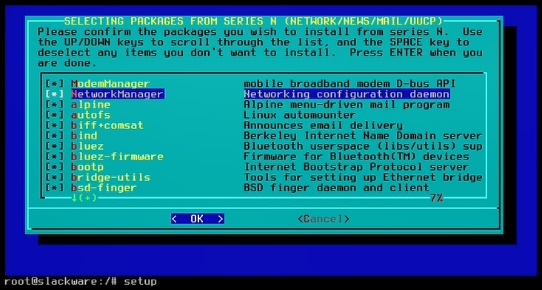 SELECTING PACKAGES FROM SERIES N (NETWORK/NEWS/MAIL/UUCP)
Please confirm the packages you wish to install from series N. Use
the UP/DOWN keys to scroll through the list, and the SPACE key to
deselect any items you don't want to install. Press ENTER when you
are done.
[*] ModemManager mobile broadband modem D-bus API
[*] NetworkManager Networking configuration daemon
[*] alpine Alpine menu-driven mail program
[*] autofs Linux automounter
[*] biff+comsat Announces email delivery
[*] bind Berkeley Internet Name Domain server
[*] bluez Bluetooth userspace (libs/utils) sup
[*] bluez-firmware Firmware for Bluetooth(TM) devices
[*] bootp Internet Bootstrap Protocol server
[*] bridge-utils Tools for setting up Ethernet bridge
[*] bsd-finger BSD finger daemon and client
↓(+) 7%
< OK > <Cancel>
root@slackware:/# setup